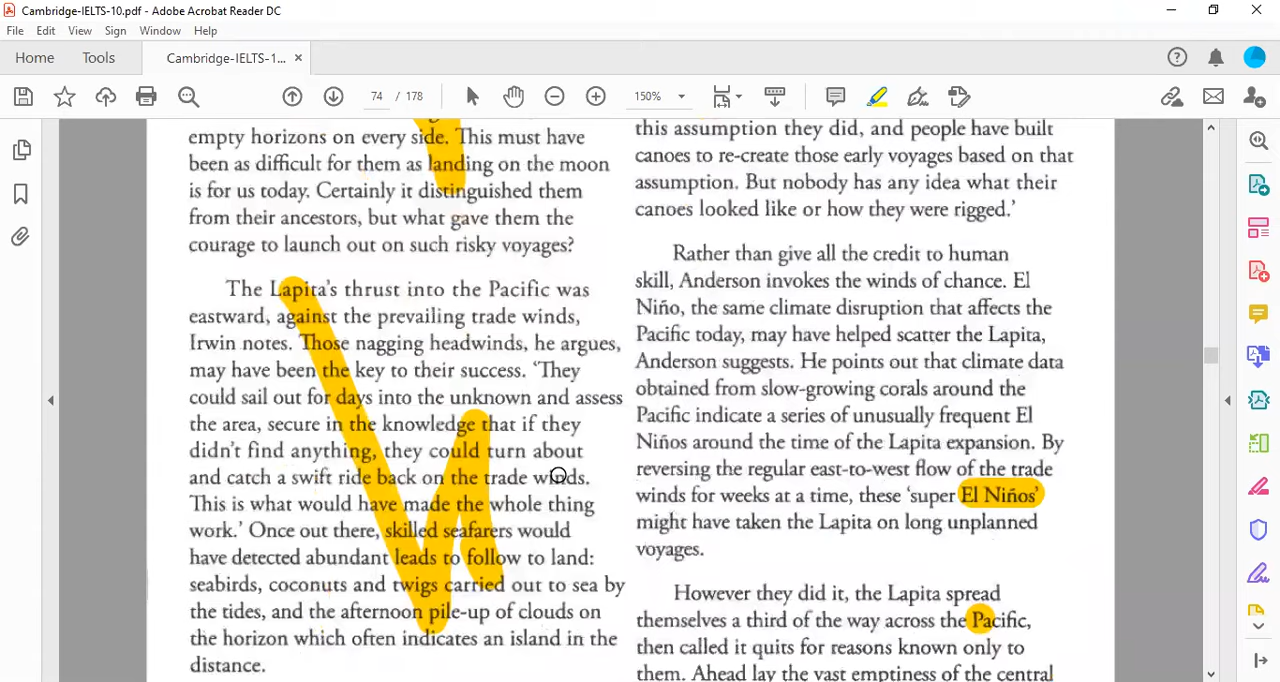 Cambridge-IELTS-10.pdf - Adobe Acrobat Reader DC
File Edit View Sign Window Help
Home Tools Cambridge-IELTS-1... ×
74 / 178 150%
empty horizons on every side. This must have
been as difficult for them as landing on the moon
is for us today. Certainly it distinguished them
from their ancestors, but what gave them the
courage to launch out on such risky voyages?
The Lapita's thrust into the Pacific was
eastward, against the prevailing trade winds,
Irwin notes. Those nagging headwinds, he argues,
may have been the key to their success. 'They
could sail out for days into the unknown and assess
the area, secure in the knowledge that if they
didn't find anything, they could turn about
and catch a swift ride back on the trade winds.
This is what would have made the whole thing
work.' Once out there, skilled seafarers would
have detected abundant leads to follow to land:
seabirds, coconuts and twigs carried out to sea by
the tides, and the afternoon pile-up of clouds on
the horizon which often indicates an island in the
distance.
this assumption they did, and people have built
canoes to re-create those early voyages based on that
assumption. But nobody has any idea what their
canoes looked like or how they were rigged.'
Rather than give all the credit to human
skill, Anderson invokes the winds of chance. El
Niño, the same climate disruption that affects the
Pacific today, may have helped scatter the Lapita,
Anderson suggests. He points out that climate data
obtained from slow-growing corals around the
Pacific indicate a series of unusually frequent El
Niños around the time of the Lapita expansion. By
reversing the regular east-to-west flow of the trade
winds for weeks at a time, these 'super El Niños'
might have taken the Lapita on long unplanned
voyages.
However they did it, the Lapita spread
themselves a third of the way across the Pacific,
then called it quits for reasons known only to
them. Ahead lay the vast emptiness of the central